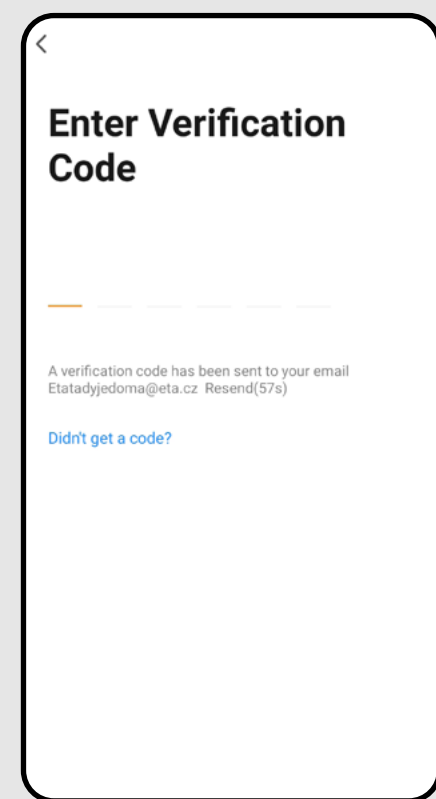 Enter Verification
Code
A verification code has been sent to your email
Etatadyjedoma@eta.cz Resend(57s)
Didn't get a code?